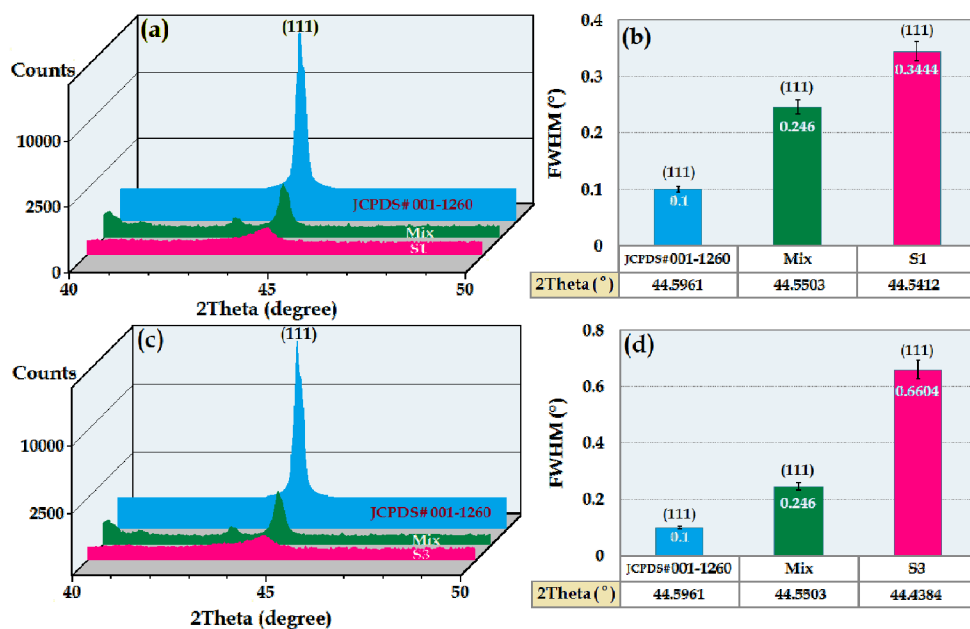 (a)
(111)
Counts
10000
2500
0
JCPDS# 001-1260
Mix
S1
40
45
50
2Theta (degree)
(b)
FWHM (°)
0.4
0.3
0.2
0.1
0
(111)
0.1
(111)
0.246
(111)
0.3444
JCPDS# 001-1260 Mix S1
2Theta (°) 44.5961 44.5503 44.5412
(c)
(111)
Counts
10000
2500
JCPDS# 001-1260
Mix
S3
40
45
50
2Theta (degree)
(d)
FWHM (°)
0.8
0.6
0.4
0.2
0
(111)
0.1
(111)
0.246
(111)
0.6604
JCPDS# 001-1260 Mix S3
2Theta (°) 44.5961 44.5503 44.4384